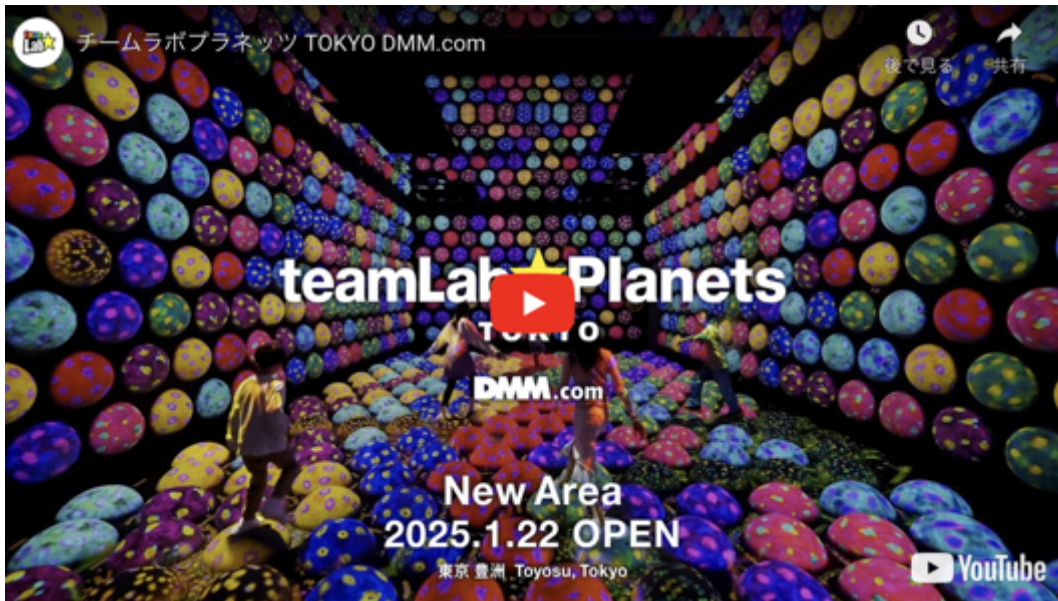 チームラボプラネッツ TOKYO DMM.com
後で見る
共有
teamLab Planets
TOKYO
DMM.com
New Area
2025.1.22 OPEN
東京 豊洲 Toyosu, Tokyo
YouTube